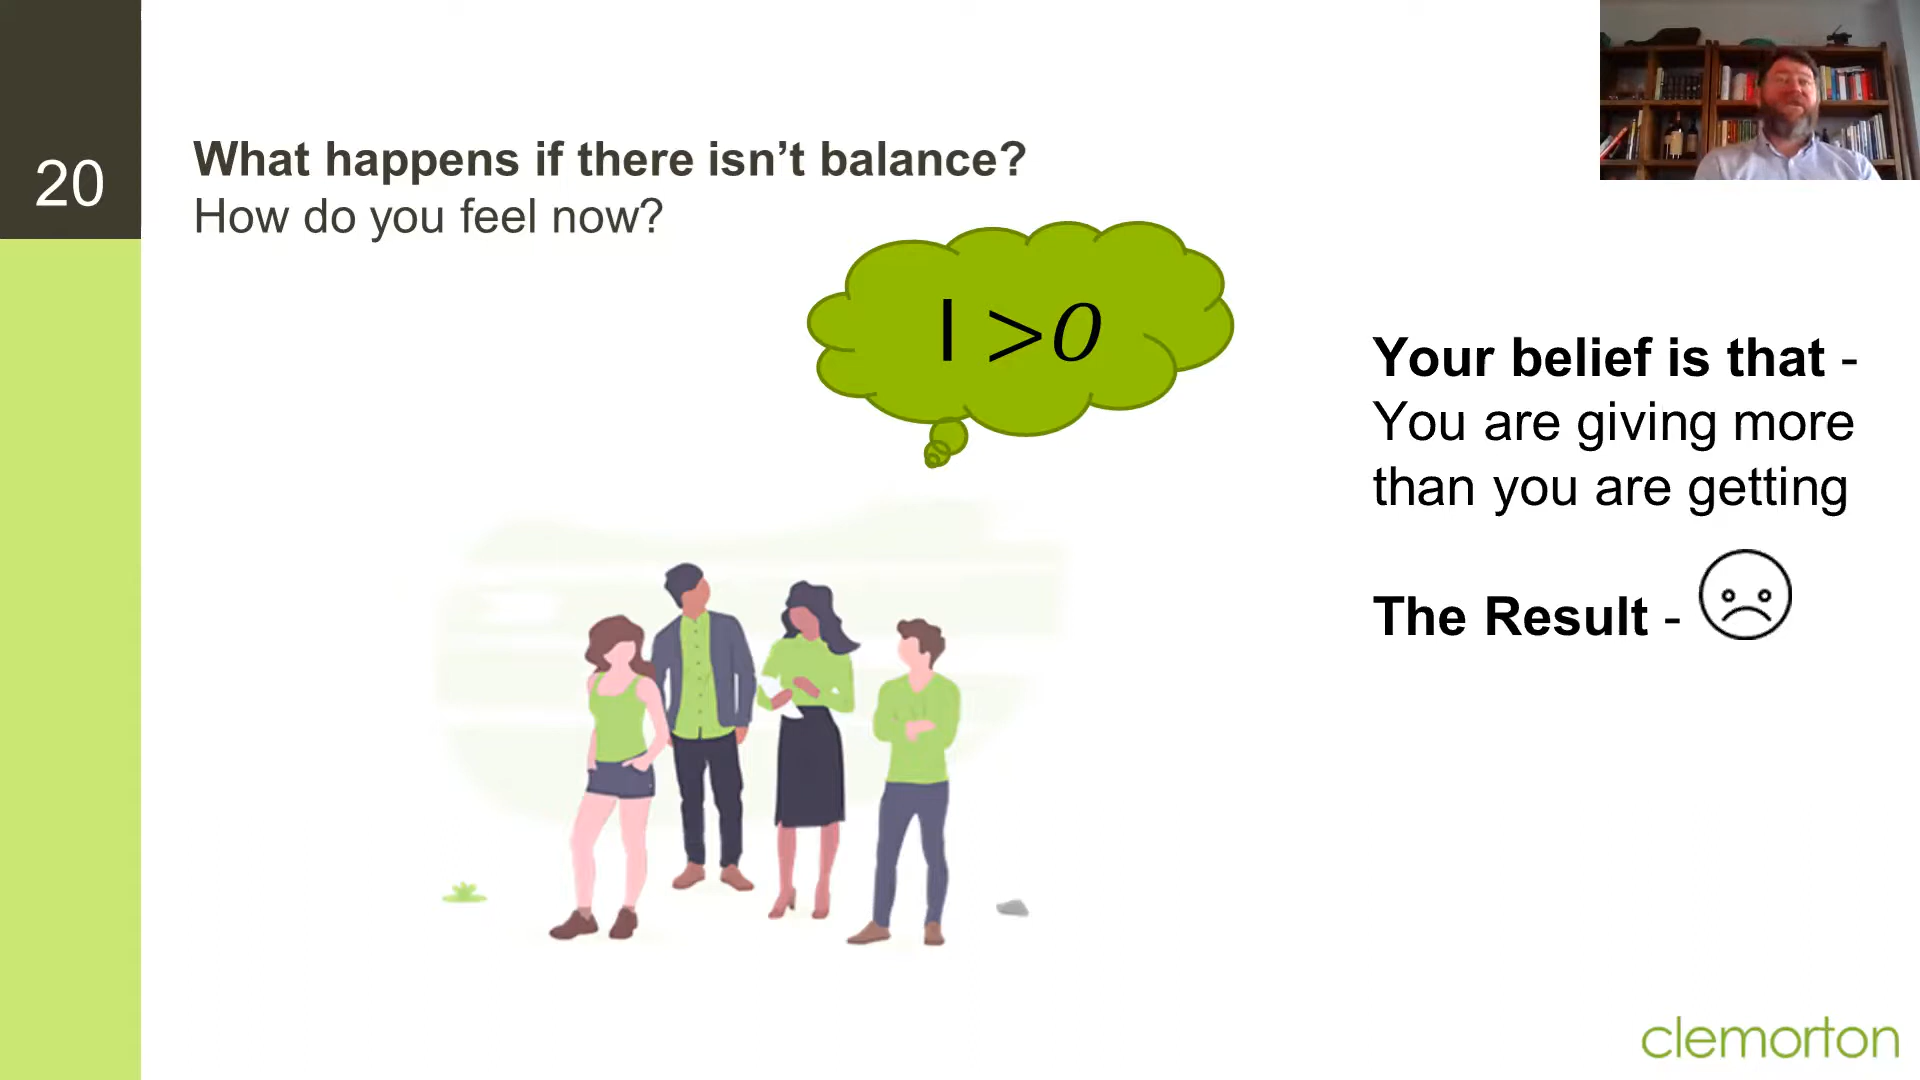 20
What happens if there isn’t balance?
How do you feel now?
I >O
Your belief is that -
You are giving more
than you are getting
The Result -
clemorton